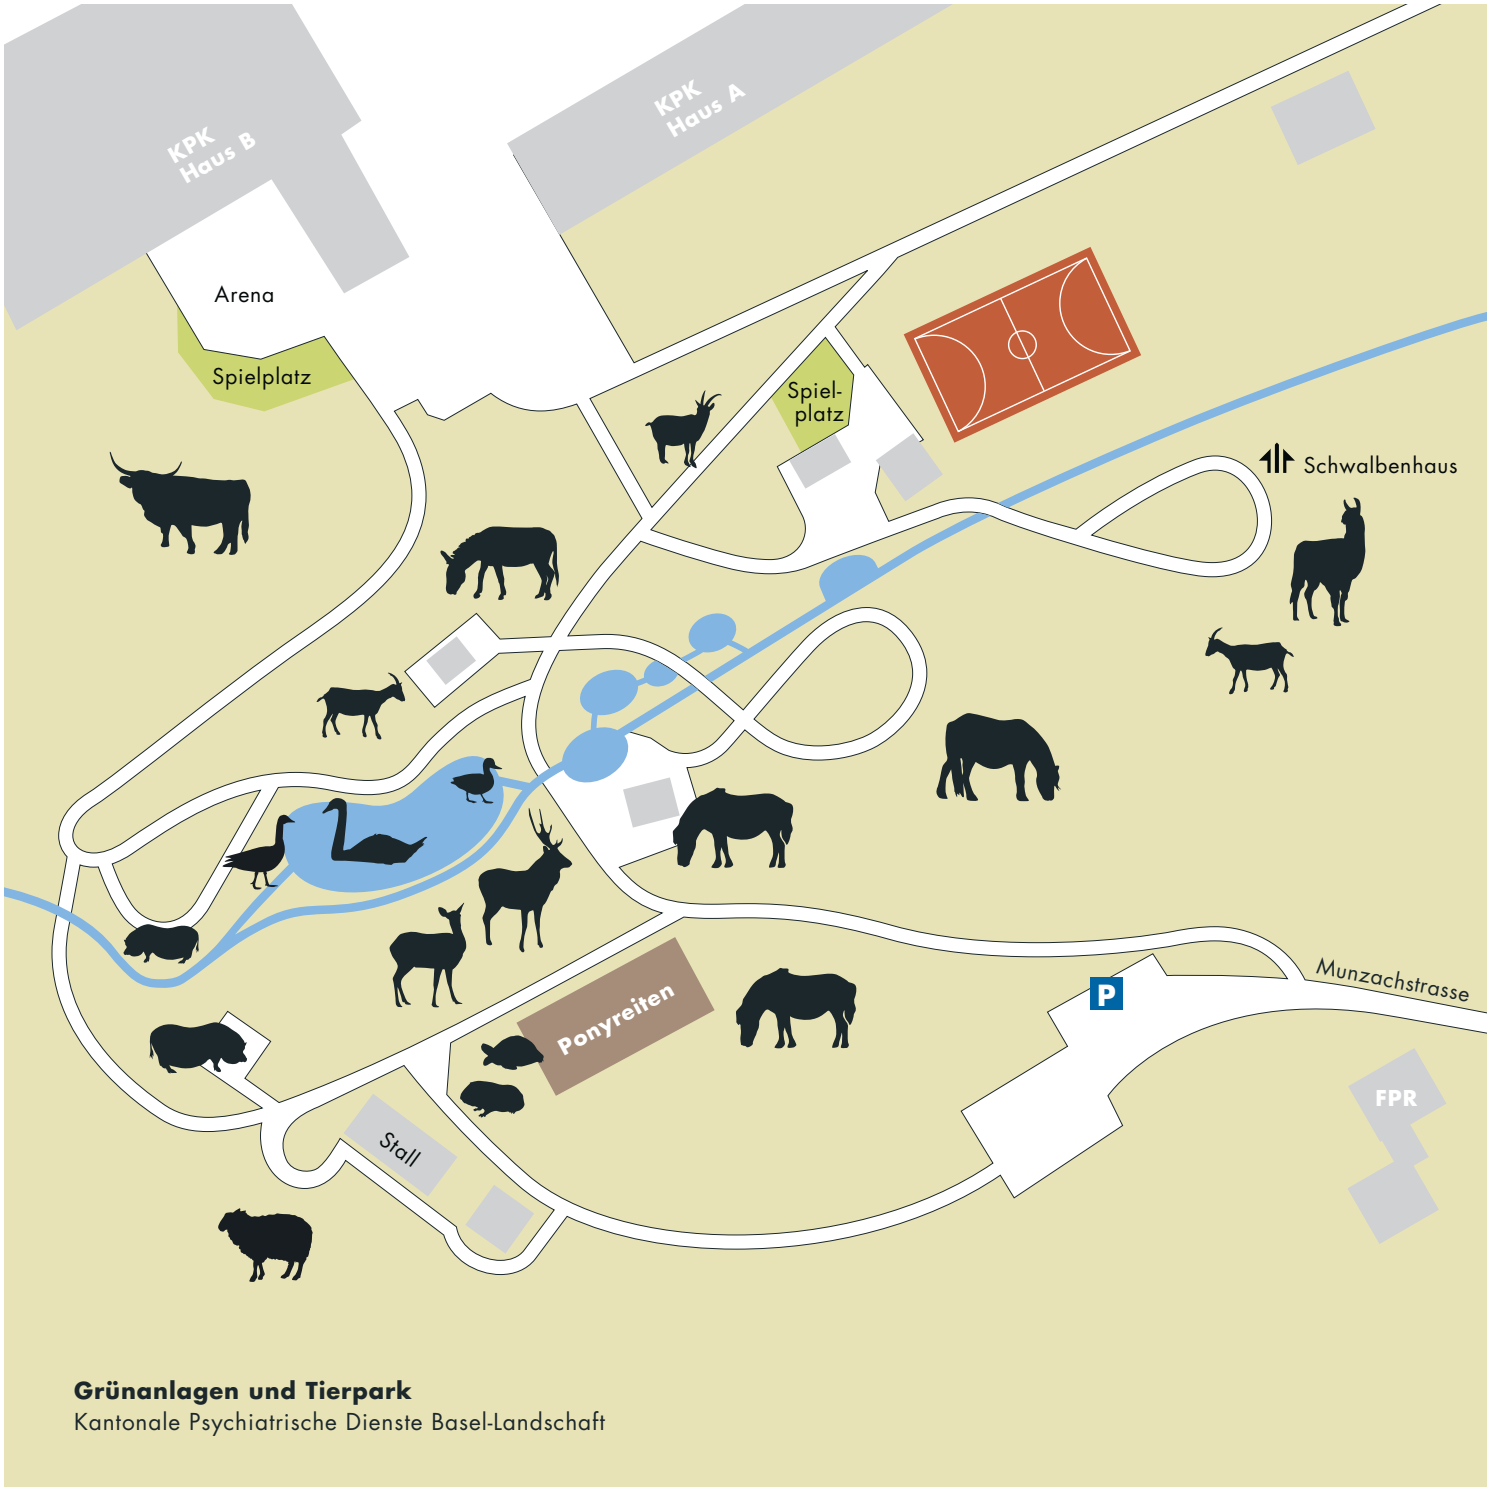 KPK
Haus B
KPK
Haus A
Arena
Spielplatz
Spiel-
platz
Schwalbenhaus
Ponyreiten
P
Munzachstrasse
FPR
Stall
Grünanlagen und Tierpark
Kantonale Psychiatrische Dienste Basel-Landschaft